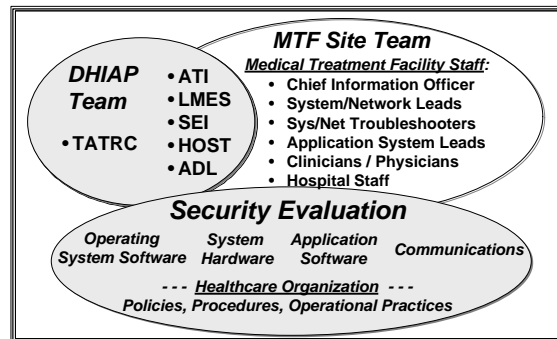 DHIAP
Team
• TATRC
• ATI
• LMES
• SEI
• HOST
• ADL
MTF Site Team
Medical Treatment Facility Staff:
• Chief Information Officer
• System/Network Leads
• Sys/Net Troubleshooters
• Application System Leads
• Clinicians / Physicians
• Hospital Staff
Security Evaluation
Operating
System Software
System
Hardware
Application
Software
Communications
- - - Healthcare Organization - - -
Policies, Procedures, Operational Practices